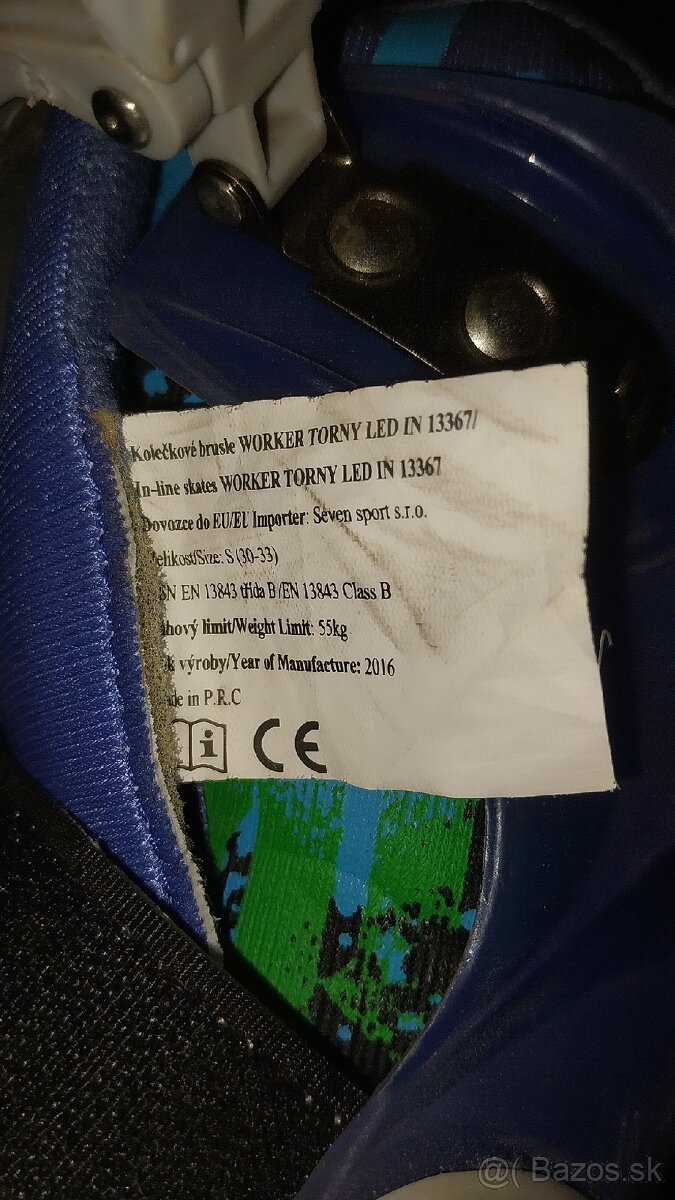 Kolečkové brusle WORKER TORNY LED IN 13367/
In-line skates WORKER TORNY LED IN 13367
Dovozce do EU/EU Importer: Seven sport s.r.o.
elikost/Size: S (30-33)
SN EN 13843 třída B /EN 13843 Class B
hový limit/Weight Limit: 55kg
k výroby/Year of Manufacture: 2016
de in P.R.C
i CE
@( Bazos.sk